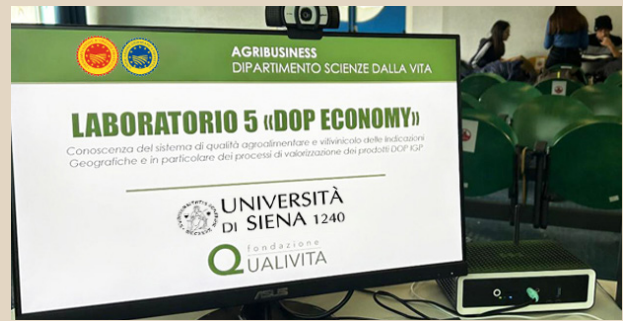 AGRIBUSINESS
DIPARTIMENTO SCIENZE DALLA VITA
LABORATORIO 5 «DOP ECONOMY»
Conoscenza del sistema di qualità agroalimentare e vitivinicolo delle Indicazioni
Geografiche e in particolare dei processi di valorizzazione dei prodotti DOP IGP
UNIVERSITÀ
DI SIENA 1240
fondazione
QUALIVITA
ASUS